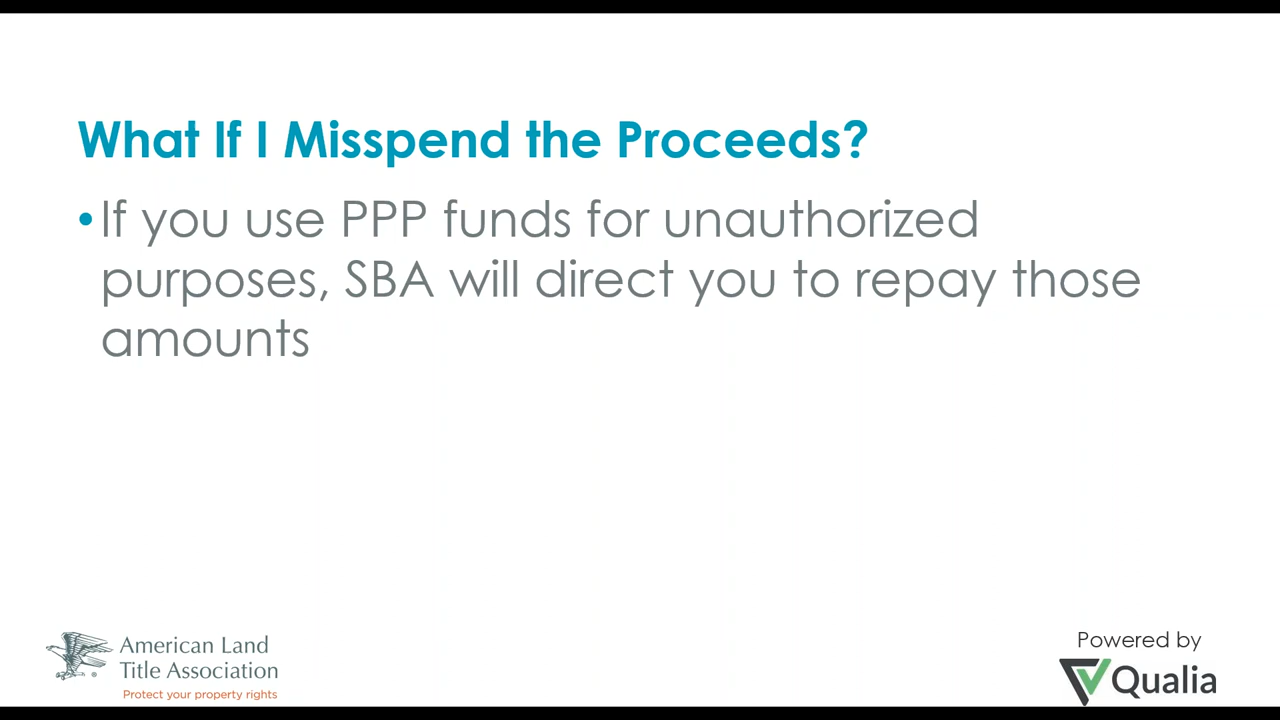 What If I Misspend the Proceeds?
•If you use PPP funds for unauthorized
purposes, SBA will direct you to repay those
amounts
American Land
Title Association
Protect your property rights
Powered by
Qualia